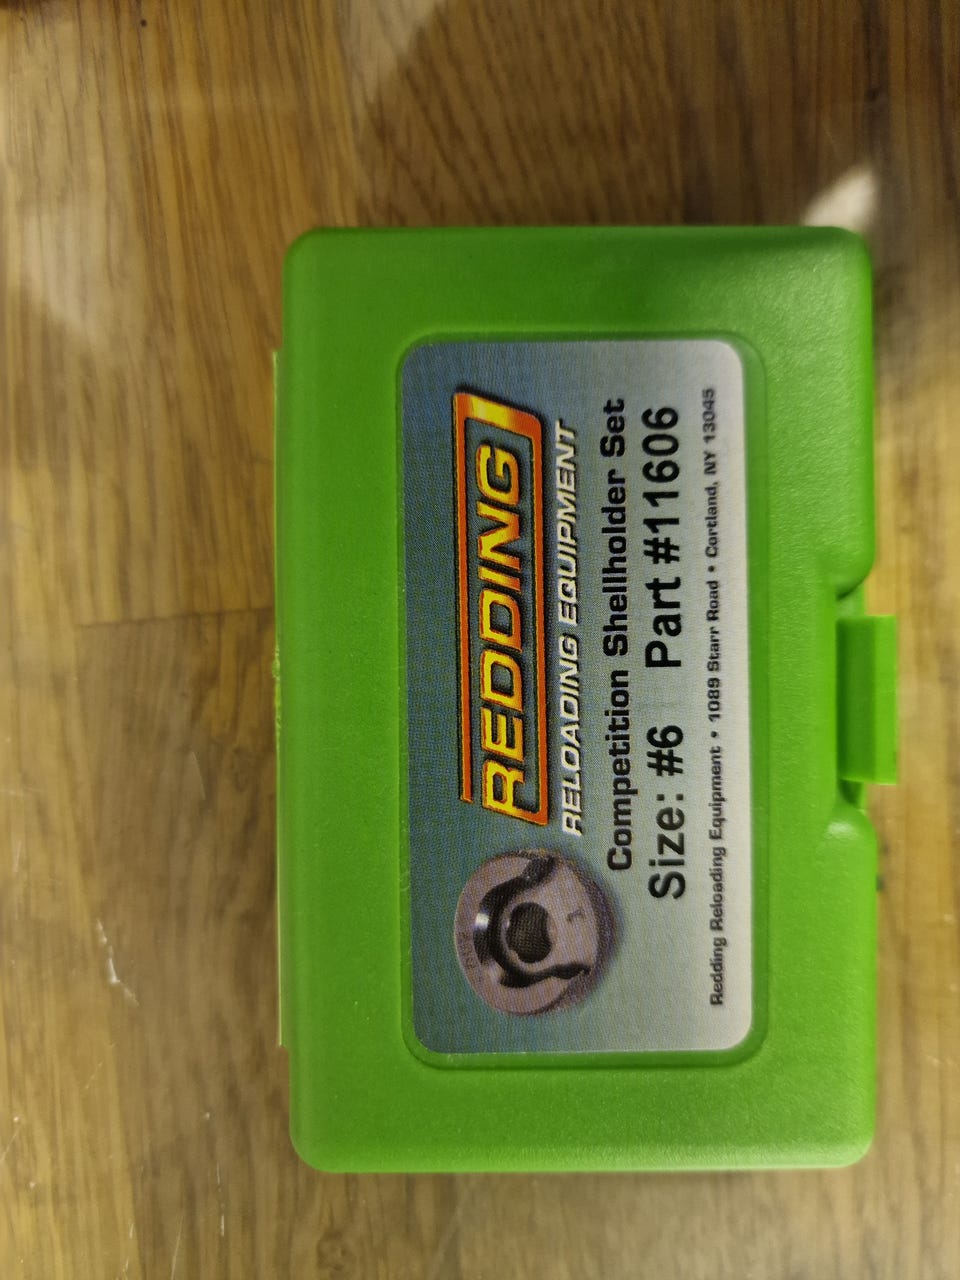 REDDING
RELOADING EQUIPMENT
Competition Shellholder Set
Size: #6 Part #11606
Redding Reloading Equipment • 1089 Starr Road • Cortland, NY 13045